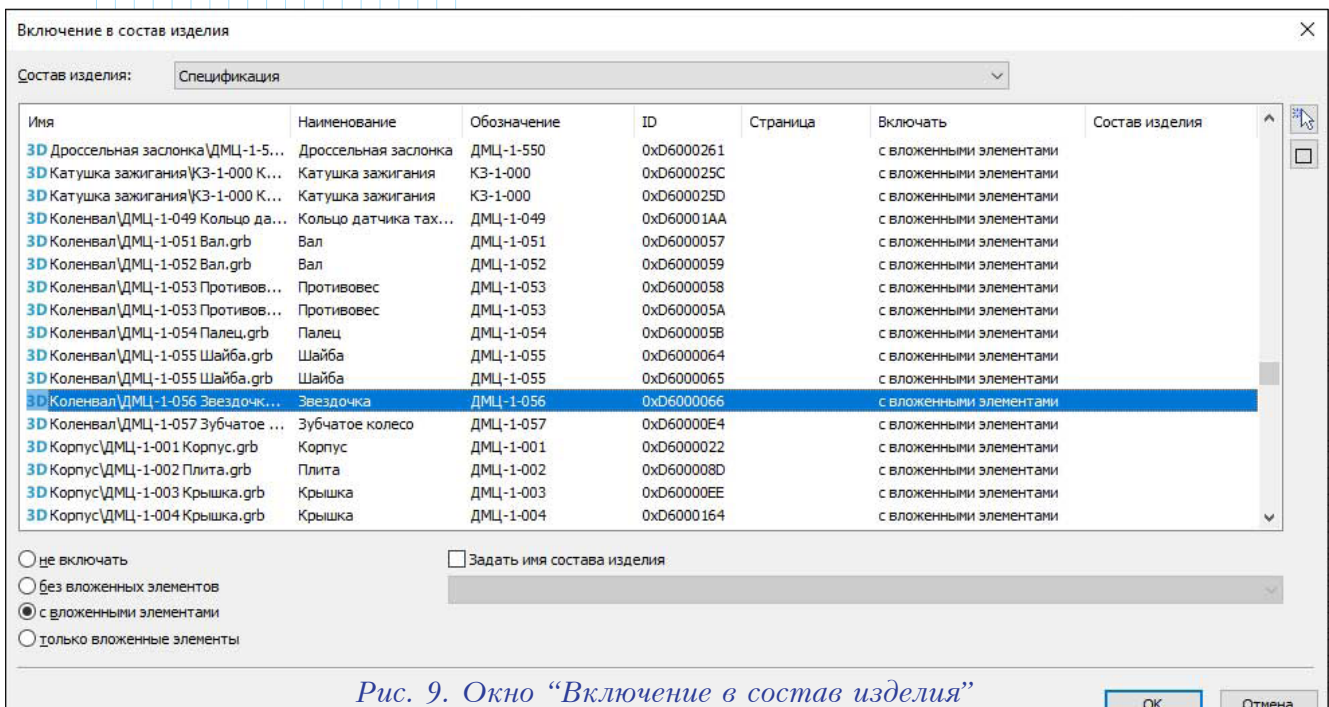 Включение в состав изделия
Состав изделия: Спецификация
Имя Наименование Обозначение ID Страница Включать Состав изделия
3D Дроссельная заслонка\ДМЦ-1-5... Дроссельная заслонка ДМЦ-1-550 0xD6000261 с вложенными элементами
3D Катушка зажигания\КЗ-1-000 К... Катушка зажигания КЗ-1-000 0xD600025C с вложенными элементами
3D Катушка зажигания\КЗ-1-000 К... Катушка зажигания КЗ-1-000 0xD600025D с вложенными элементами
3D Коленвал\ДМЦ-1-049 Кольцо да... Кольцо датчика тах... ДМЦ-1-049 0xD60001AA с вложенными элементами
3D Коленвал\ДМЦ-1-051 Вал.grb Вал ДМЦ-1-051 0xD6000057 с вложенными элементами
3D Коленвал\ДМЦ-1-052 Вал.grb Вал ДМЦ-1-052 0xD6000059 с вложенными элементами
3D Коленвал\ДМЦ-1-053 Противов... Противовес ДМЦ-1-053 0xD6000058 с вложенными элементами
3D Коленвал\ДМЦ-1-053 Противов... Противовес ДМЦ-1-053 0xD600005A с вложенными элементами
3D Коленвал\ДМЦ-1-054 Палец.grb Палец ДМЦ-1-054 0xD600005B с вложенными элементами
3D Коленвал\ДМЦ-1-055 Шайба.grb Шайба ДМЦ-1-055 0xD6000064 с вложенными элементами
3D Коленвал\ДМЦ-1-055 Шайба.grb Шайба ДМЦ-1-055 0xD6000065 с вложенными элементами
3D Коленвал\ДМЦ-1-056 Звездочк... Звездочка ДМЦ-1-056 0xD6000066 с вложенными элементами
3D Коленвал\ДМЦ-1-057 Зубчатое ... Зубчатое колесо ДМЦ-1-057 0xD60000E4 с вложенными элементами
3D Корпус\ДМЦ-1-001 Корпус.grb Корпус ДМЦ-1-001 0xD6000022 с вложенными элементами
3D Корпус\ДМЦ-1-002 Плита.grb Плита ДМЦ-1-002 0xD600008D с вложенными элементами
3D Корпус\ДМЦ-1-003 Крышка.grb Крышка ДМЦ-1-003 0xD60000EE с вложенными элементами
3D Корпус\ДМЦ-1-004 Крышка.grb Крышка ДМЦ-1-004 0xD6000164 с вложенными элементами
не включать Задать имя состава изделия
без вложенных элементов
с вложенными элементами
только вложенные элементы
Рис. 9. Окно “Включение в состав изделия”
ОК Отмена